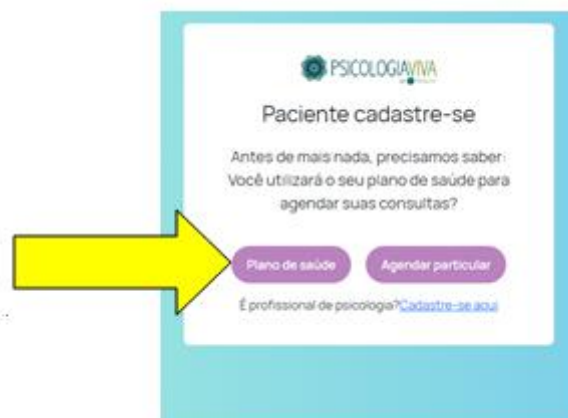 PSICOLOGIAVIVA
Paciente cadastre-se
Antes de mais nada, precisamos saber:
Você utilizará o seu plano de saúde para
agendar suas consultas?
Plano de saúde
Agendar particular
É profissional de psicologia?Cadastre-se aqui